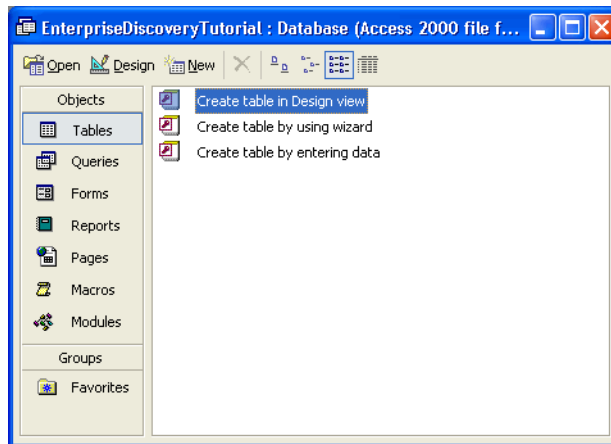 EnterpriseDiscoveryTutorial : Database (Access 2000 file f...
Open Design New
Objects
Tables
Queries
Forms
Reports
Pages
Macros
Modules
Groups
Favorites
Create table in Design view
Create table by using wizard
Create table by entering data